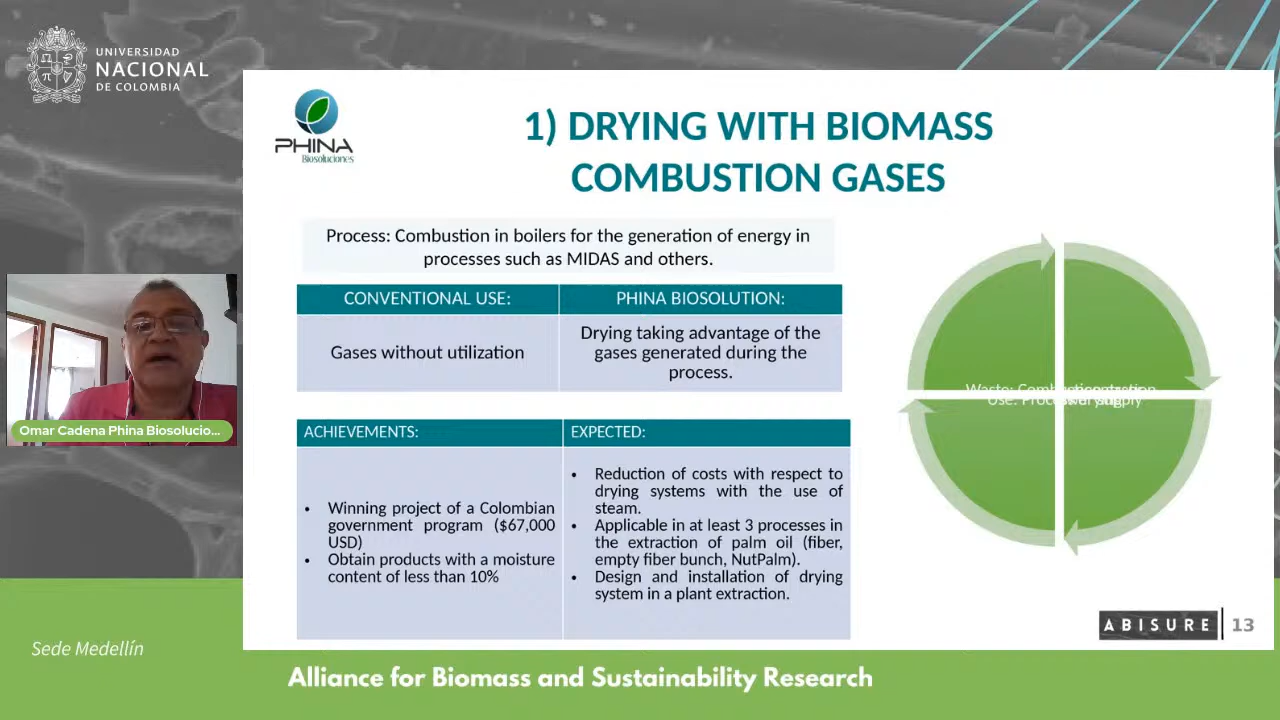 UNIVERSIDAD
NACIONAL
DE COLOMBIA
PHINA
Biosoluciones
1) DRYING WITH BIOMASS
COMBUSTION GASES
Process: Combustion in boilers for the generation of energy in
processes such as MIDAS and others.
CONVENTIONAL USE:
PHINA BIOSOLUTION:
Gases without utilization
Drying taking advantage of the
gases generated during the
process.
ACHIEVEMENTS:
EXPECTED:
• Winning project of a Colombian
government program ($67,000
USD)
• Obtain products with a moisture
content of less than 10%
• Reduction of costs with respect to
drying systems with the use of
steam.
• Applicable in at least 3 processes in
the extraction of palm oil (fiber,
empty fiber bunch, NutPalm).
• Design and installation of drying
system in a plant extraction.
Waste:
Use:
Omar Cadena Phina Biosolucio...
ABISURE
13
Sede Medellín
Alliance for Biomass and Sustainability Research